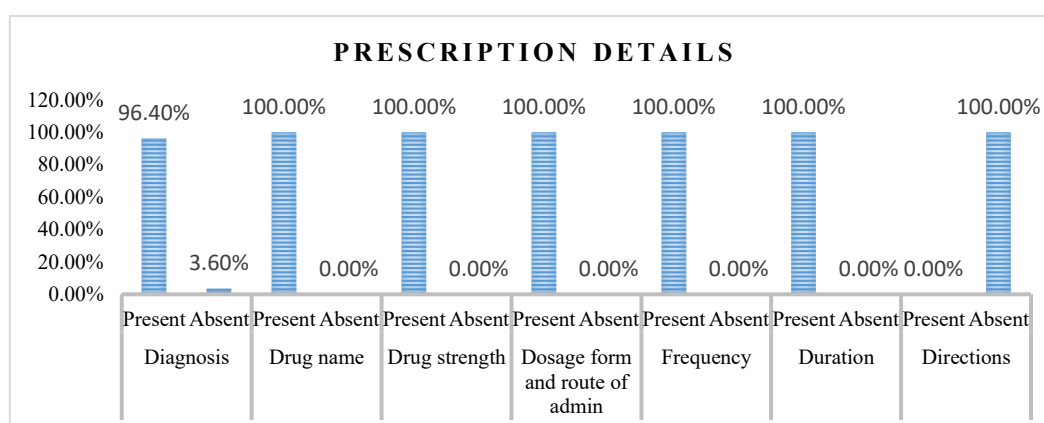 PRESCRIPTION DETAILS
120.00%
100.00%
80.00%
60.00%
40.00%
20.00%
0.00%
96.40%
3.60%
100.00%
0.00%
100.00%
0.00%
100.00%
0.00%
100.00%
0.00%
100.00%
0.00%
0.00%
100.00%
Present Absent Present Absent Present Absent Present Absent Present Absent Present Absent Present Absent
Diagnosis
Drug name
Drug strength
Dosage form
and route of
admin
Frequency
Duration
Directions